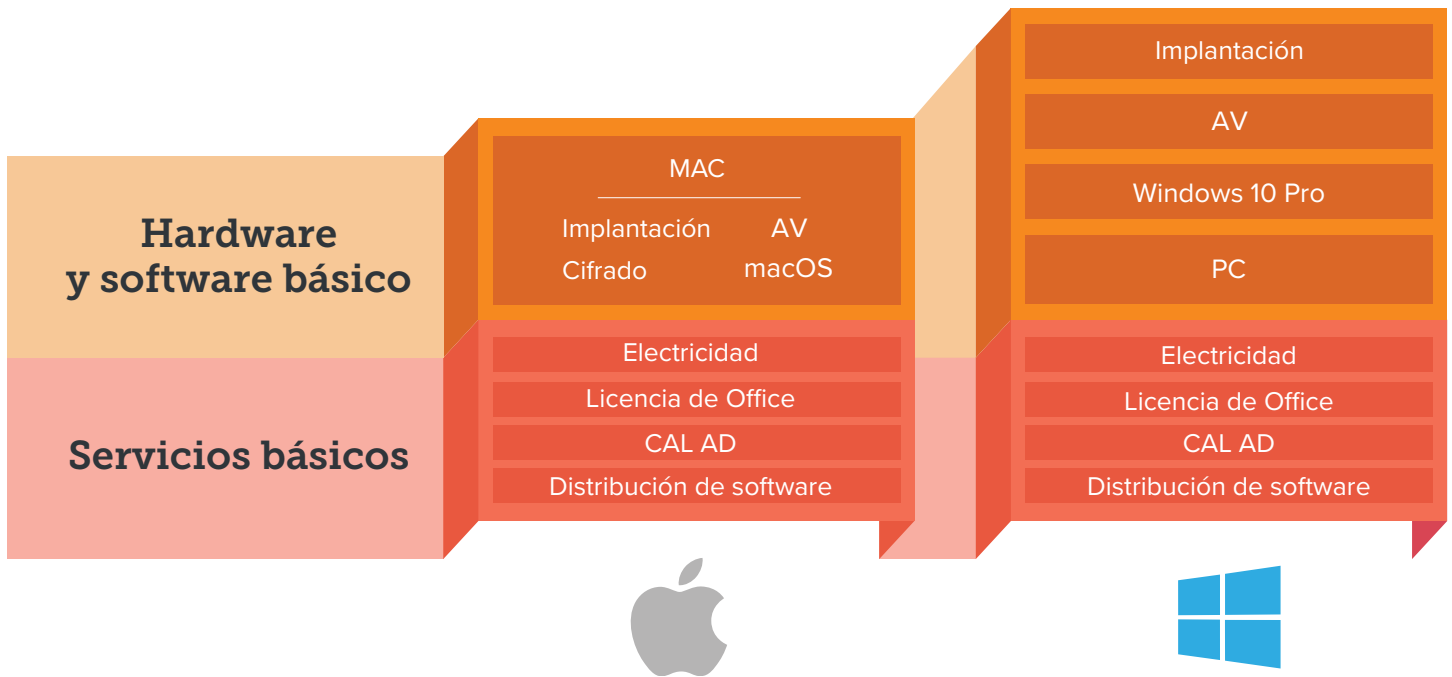 Hardware
y software básico
Servicios básicos
MAC
Implantación AV
Cifrado macOS
Electricidad
Licencia de Office
CAL AD
Distribución de software
Implantación
AV
Windows 10 Pro
PC
Electricidad
Licencia de Office
CAL AD
Distribución de software